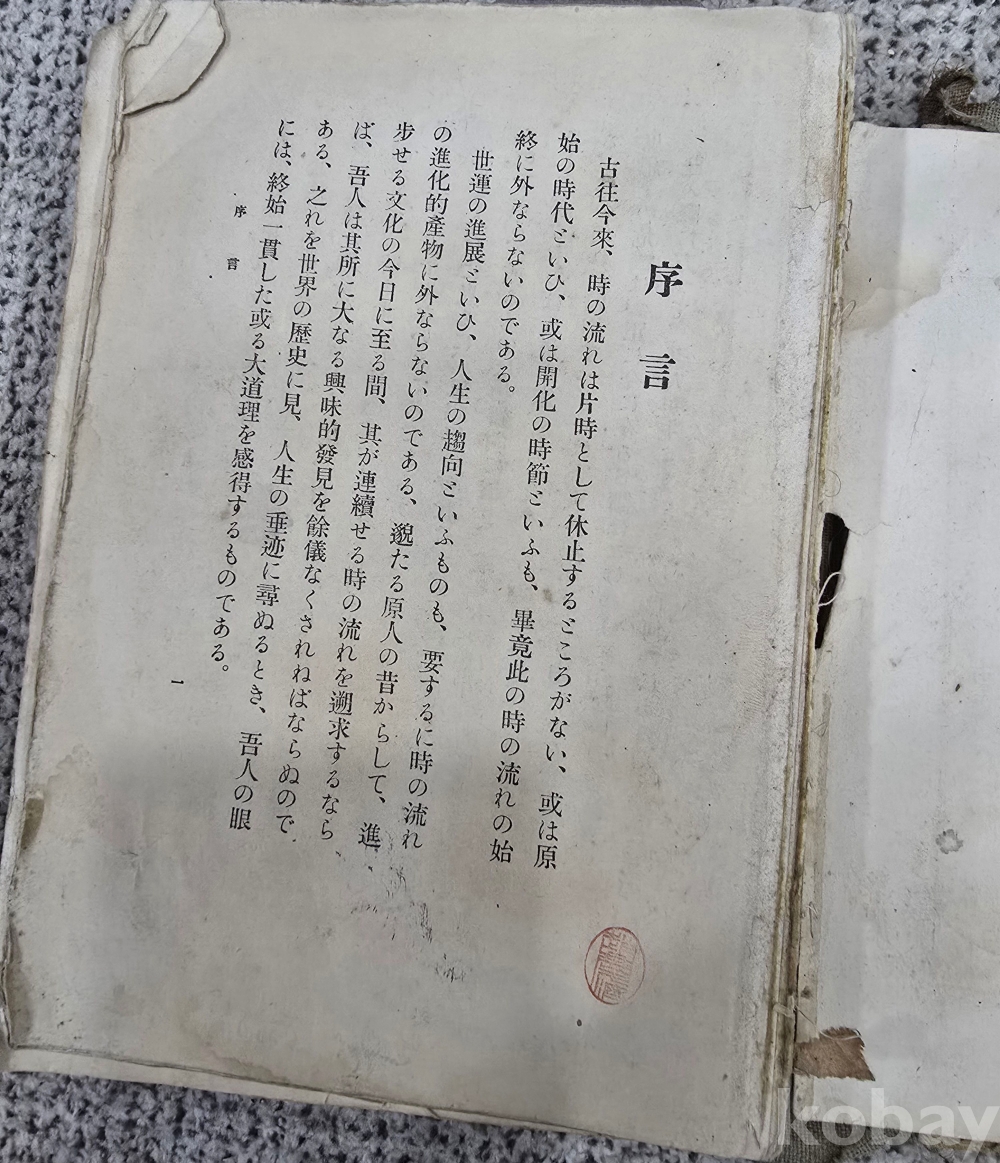 序言
古往今來、時の流れは片時として休止するところがない、或は原
始の時代といひ、或は開化の時節といふも、畢竟此の時の流れの始
終に外ならないのである。
世運の進展といひ、人生の趨向といふものも、要するに時の流れ
の進化的產物に外ならないのである、邈たる原人の昔からして、進
步せる文化の今日に至る間、其が連續せる時の流れを遡求するなら
ば、吾人は其所に大なる興味的發見を餘儀なくされねばならぬので
ある、之れを世界の歷史に見、人生の垂迹に尋ぬるとき、吾人の眼
には、終始一貫した或る大道理を感得するものである。
序言
一
kobay